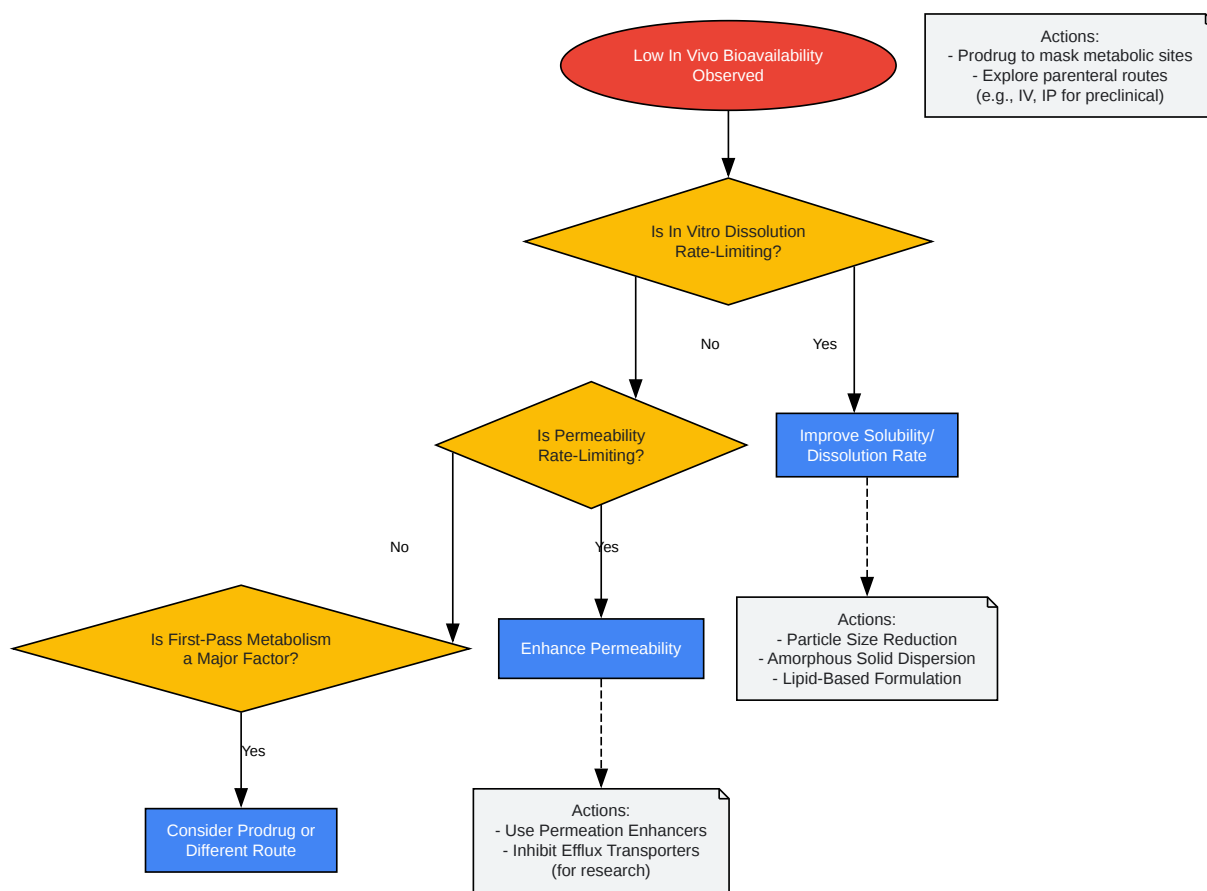 Low In Vivo Bioavailability
Observed
Actions:
- Prodrug to mask metabolic sites
- Explore parenteral routes
(e.g., IV, IP for preclinical)
Is In Vitro Dissolution
Rate-Limiting?
No
Yes
Is Permeability
Rate-Limiting?
Improve Solubility/
Dissolution Rate
No
Yes
Is First-Pass Metabolism
a Major Factor?
Enhance Permeability
Actions:
- Particle Size Reduction
- Amorphous Solid Dispersion
- Lipid-Based Formulation
Yes
Consider Prodrug or
Different Route
Actions:
- Use Permeation Enhancers
- Inhibit Efflux Transporters
(for research)